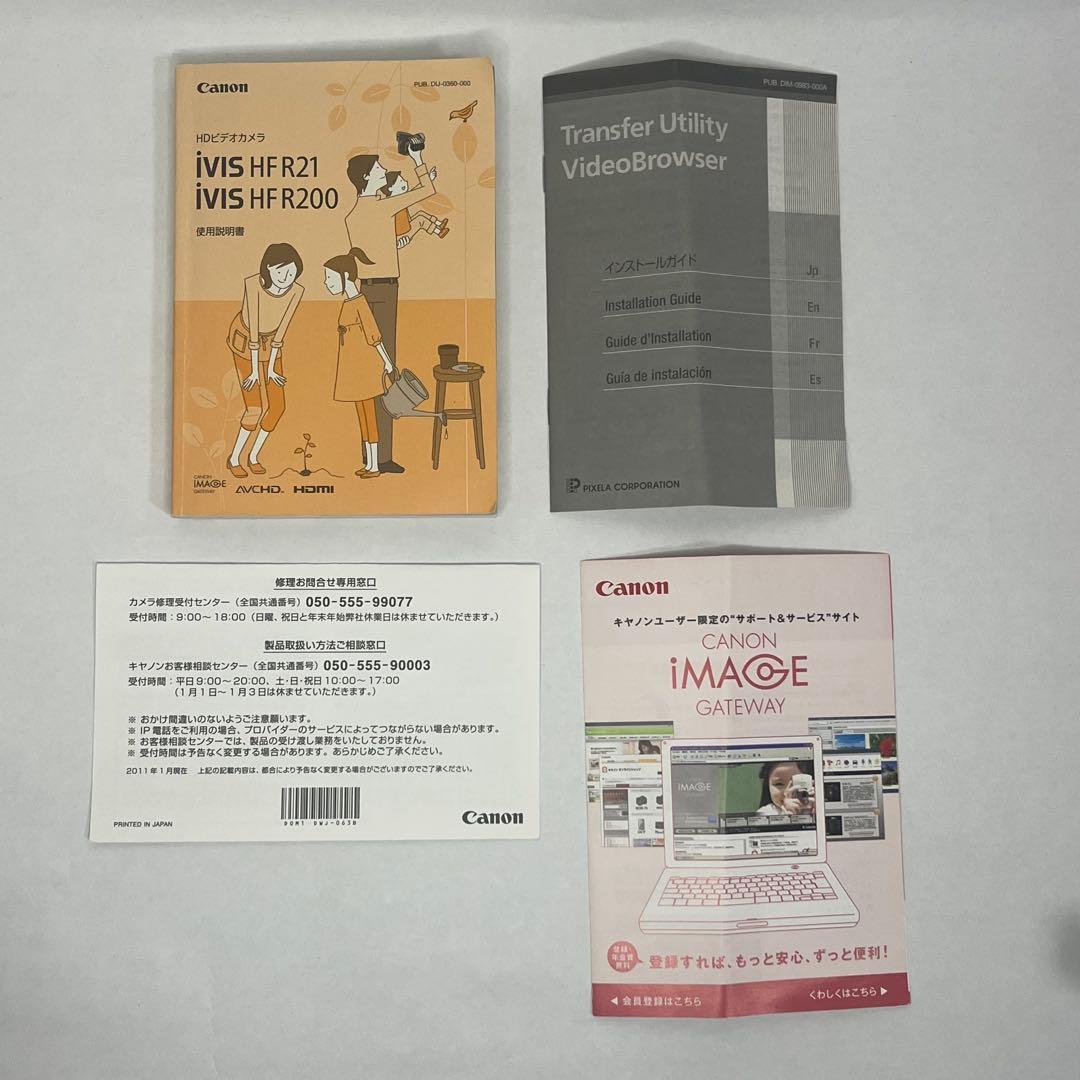 Canon
PUB. DIJ-0360-000
HDビデオカメラ
iVIS HF R21
iVIS HF R200
使用説明書
CANON
iMAGE
GATEWAY
AVCHD™ HDMI
PUB. DIM-0983-000A
Transfer Utility
VideoBrowser
インストールガイド Jp
Installation Guide En
Guide d'Installation Fr
Guía de instalación Es
PIXELA CORPORATION
修理お問合せ専用窓口
カメラ修理受付センター（全国共通番号）050-555-99077
受付時間：9:00～18:00（日曜、祝日と年末年始弊社休業日は休ませていただきます。）
製品取扱い方法ご相談窓口
キヤノンお客様相談センター（全国共通番号）050-555-90003
受付時間：平日9:00～20:00、土・日・祝日10:00～17:00
（1月1日～1月3日は休ませていただきます。）
※ おかけ間違いのないようご注意願います。
※ IP電話をご利用の場合、プロバイダーのサービスによってつながらない場合があります。
※ お客様相談センターでは、製品の受け渡し業務をいたしておりません。
※ 受付時間は予告なく変更する場合があります。あらかじめご了承ください。
2011年1月現在 上記の記載内容は、都合により予告なく変更する場合がございますのでご了承ください。
PRINTED IN JAPAN
DOM1 DWJ-063B
Canon
Canon
キヤノンユーザー限定の"サポート&サービス"サイト
CANON
iMAGE
GATEWAY
iMAGE
登録・
年会費
無料
登録すれば、もっと安心、ずっと便利！
◀ 会員登録はこちら
くわしくはこちら ▶